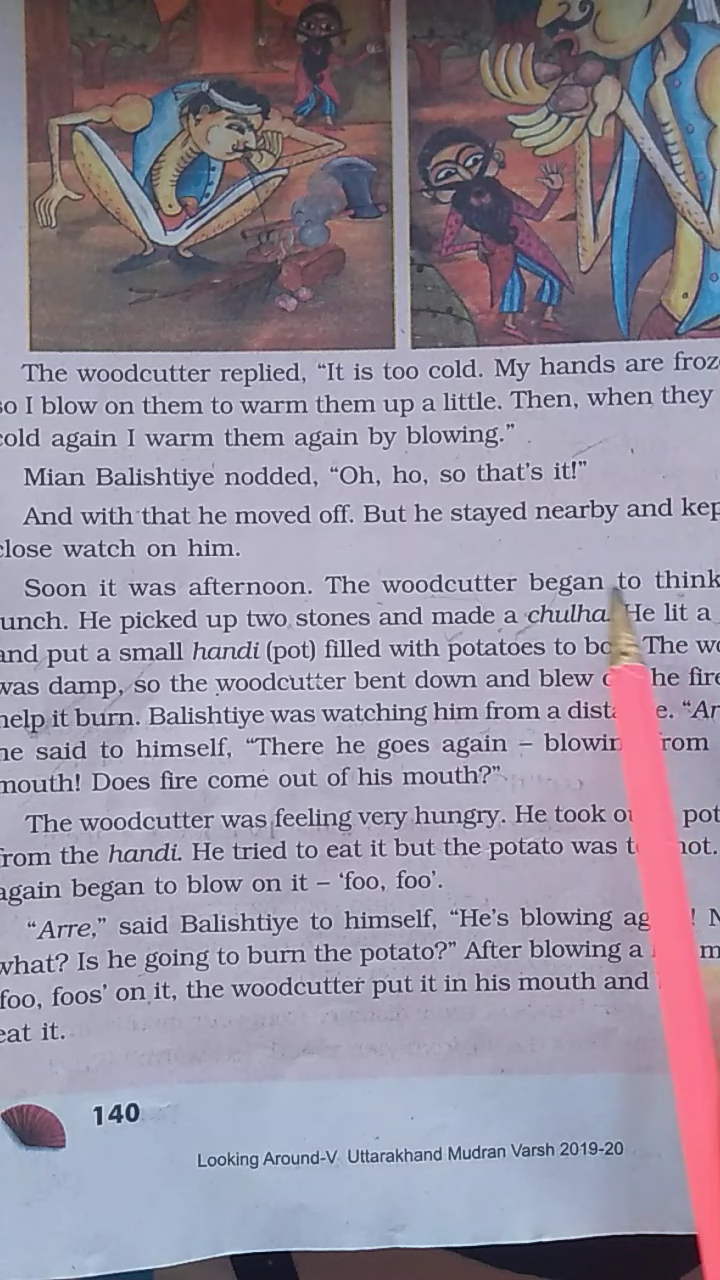 The woodcutter replied, “It is too cold. My hands are froz
so I blow on them to warm them up a little. Then, when they
cold again I warm them again by blowing.”
Mian Balishtiye nodded, “Oh, ho, so that’s it!”
And with that he moved off. But he stayed nearby and kep
close watch on him.
Soon it was afternoon. The woodcutter began to think
unch. He picked up two stones and made a chulha. He lit a
and put a small handi (pot) filled with potatoes to bo The wo
was damp, so the woodcutter bent down and blew he fire
help it burn. Balishtiye was watching him from a dista e. “Ar
he said to himself, “There he goes again – blowin from
mouth! Does fire come out of his mouth?”
The woodcutter was feeling very hungry. He took o pot
from the handi. He tried to eat it but the potato was t hot.
again began to blow on it – ‘foo, foo’.
“Arre,” said Balishtiye to himself, “He’s blowing ag ! N
what? Is he going to burn the potato?” After blowing a m
‘foo, foos’ on it, the woodcutter put it in his mouth and
eat it.
140
Looking Around-V Uttarakhand Mudran Varsh 2019-20